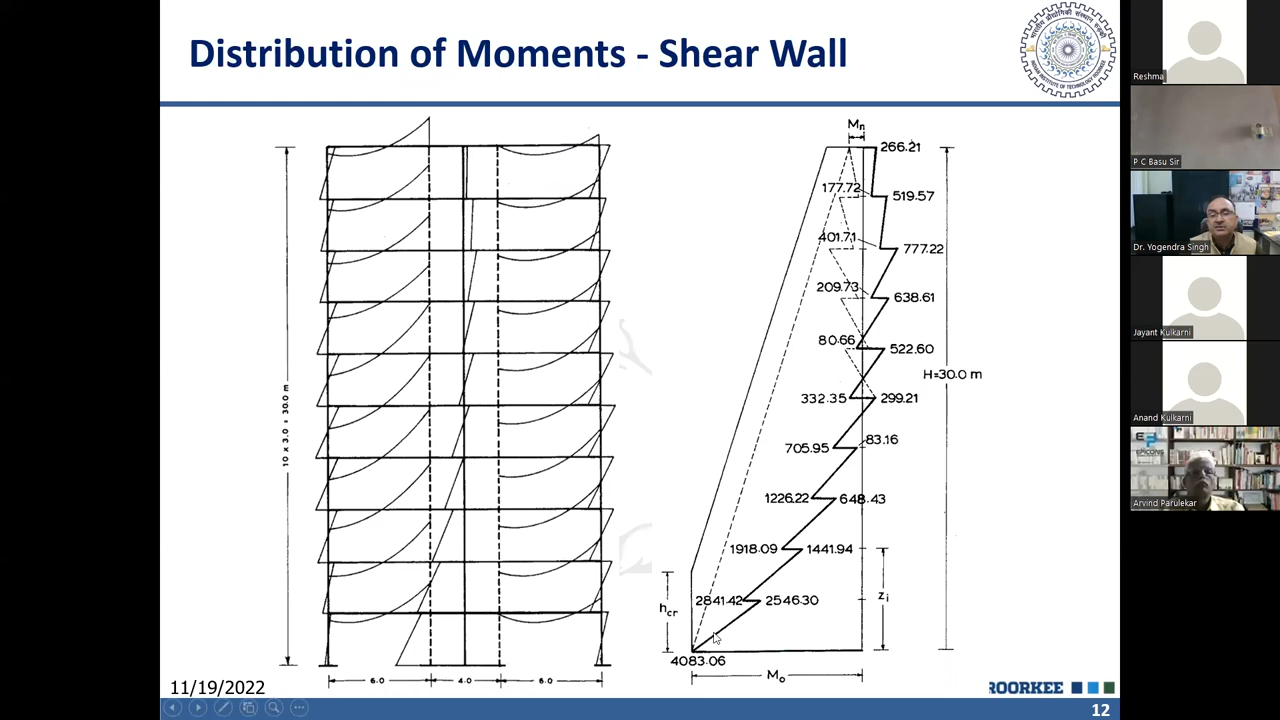 Distribution of Moments - Shear Wall
10 x 3.0 = 30.0 m
6.0
4.0
6.0
Mn
266.21
177.72
519.57
401.71
777.22
209.73
638.61
80.66
522.60
H=30.0 m
332.35
299.21
705.95
83.16
1226.22
648.43
1918.09
1441.94
hcr
2841.42
2546.30
zi
4083.06
Mo
11/19/2022
ROORKEE
12
Reshma
P C Basu Sir
Dr. Yogendra Singh
Jayant Kulkarni
Anand Kulkarni
EPICONS
Arvind Parulekar